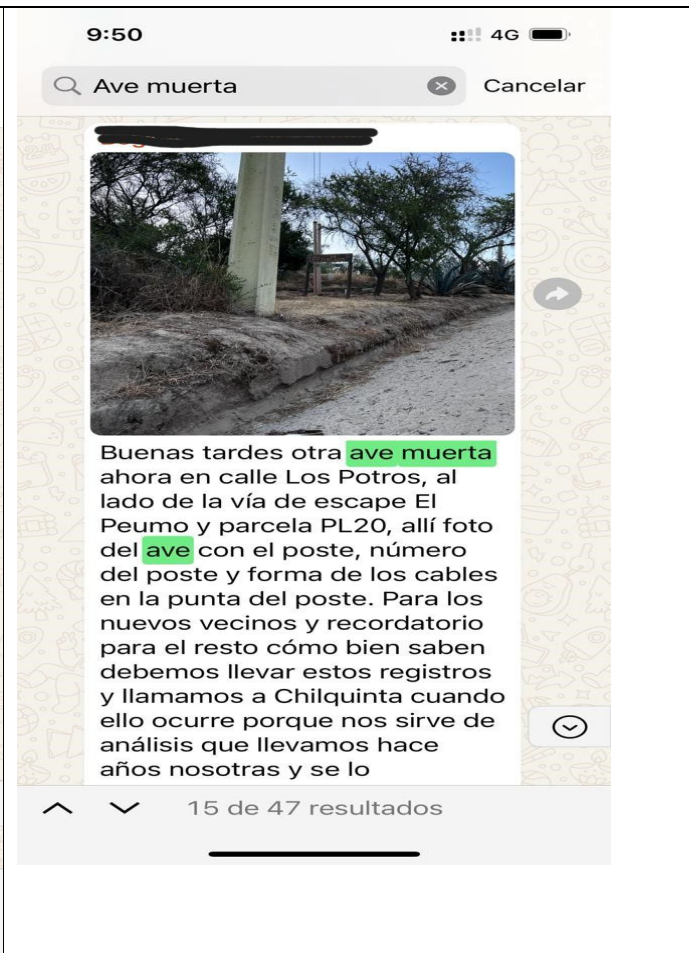 9:50
4G
Ave muerta
Cancelar
Buenas tardes otra ave muerta
ahora en calle Los Potros, al
lado de la vía de escape El
Peumo y parcela PL20, allí foto
del ave con el poste, número
del poste y forma de los cables
en la punta del poste. Para los
nuevos vecinos y recordatorio
para el resto cómo bien saben
debemos llevar estos registros
y llamamos a Chilquinta cuando
ello ocurre porque nos sirve de
análisis que llevamos hace
años nosotras y se lo
15 de 47 resultados